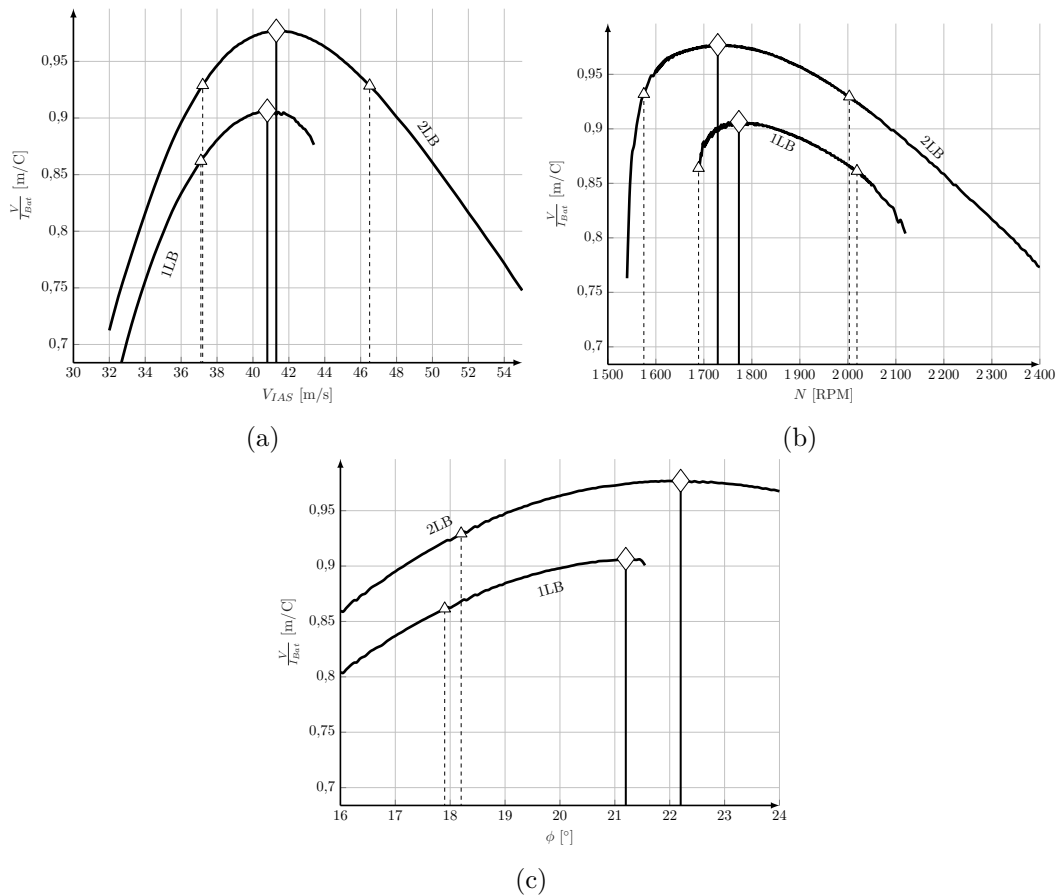 0,95
0,9
0,85
0,8
0,75
0,7
V/I_Bat [m/C]
2LB
1LB
30 32 34 36 38 40 42 44 46 48 50 52 54
V_IAS [m/s]
(a)
0,95
0,9
0,85
0,8
0,75
0,7
V/I_Bat [m/C]
1LB
2LB
1 500 1 600 1 700 1 800 1 900 2 000 2 100 2 200 2 300 2 400
N [RPM]
(b)
0,95
0,9
0,85
0,8
0,75
0,7
V/I_Bat [m/C]
2LB
1LB
16 17 18 19 20 21 22 23 24
ϕ [°]
(c)